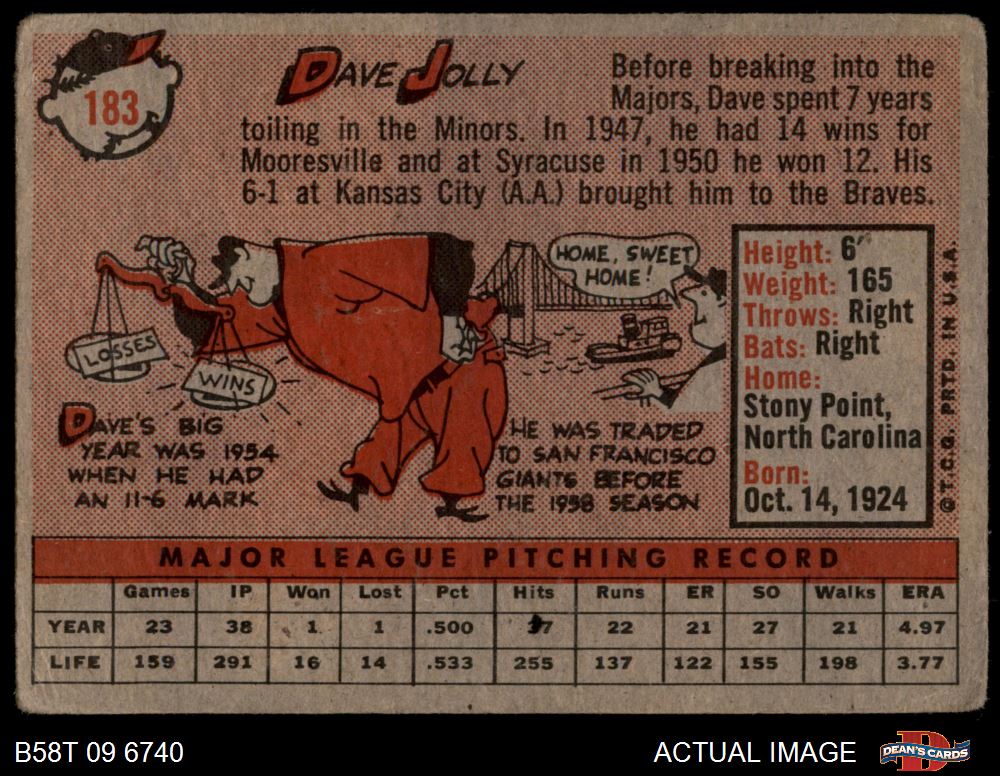 183
DAVE JOLLY
Before breaking into the
Majors, Dave spent 7 years
toiling in the Minors. In 1947, he had 14 wins for
Mooresville and at Syracuse in 1950 he won 12. His
6-1 at Kansas City (A.A.) brought him to the Braves.
LOSSES
WINS
HOME, SWEET
HOME!
DAVE'S BIG
YEAR WAS 1954
WHEN HE HAD
AN 11-6 MARK
HE WAS TRADED
TO SAN FRANCISCO
GIANTS BEFORE
THE 1958 SEASON
Height: 6'
Weight: 165
Throws: Right
Bats: Right
Home:
Stony Point,
North Carolina
Born:
Oct. 14, 1924
© T.C.G. PRTD. IN U.S.A.
MAJOR LEAGUE PITCHING RECORD
Games IP Won Lost Pct Hits Runs ER SO Walks ERA
YEAR 23 38 1 1 .500 37 22 21 27 21 4.97
LIFE 159 291 16 14 .533 255 137 122 155 198 3.77
B58T 09 6740
ACTUAL IMAGE
D
DEAN'S CARDS